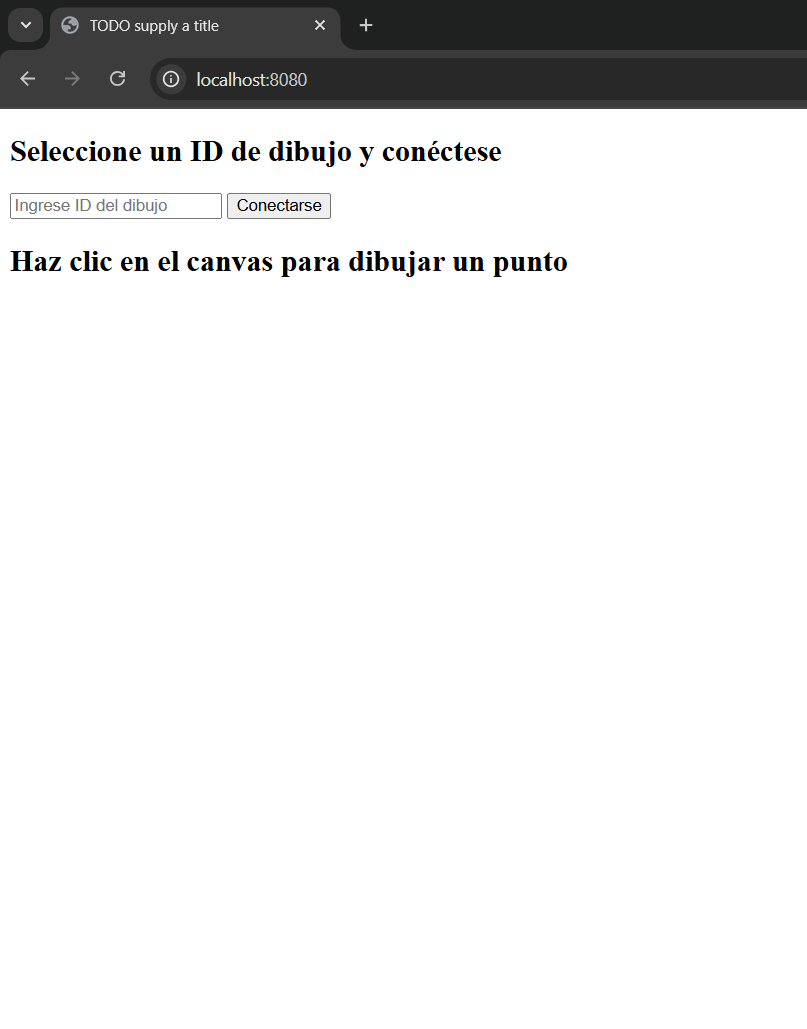 TODO supply a title
localhost:8080
Seleccione un ID de dibujo y conéctese
Ingrese ID del dibujo Conectarse
Haz clic en el canvas para dibujar un punto